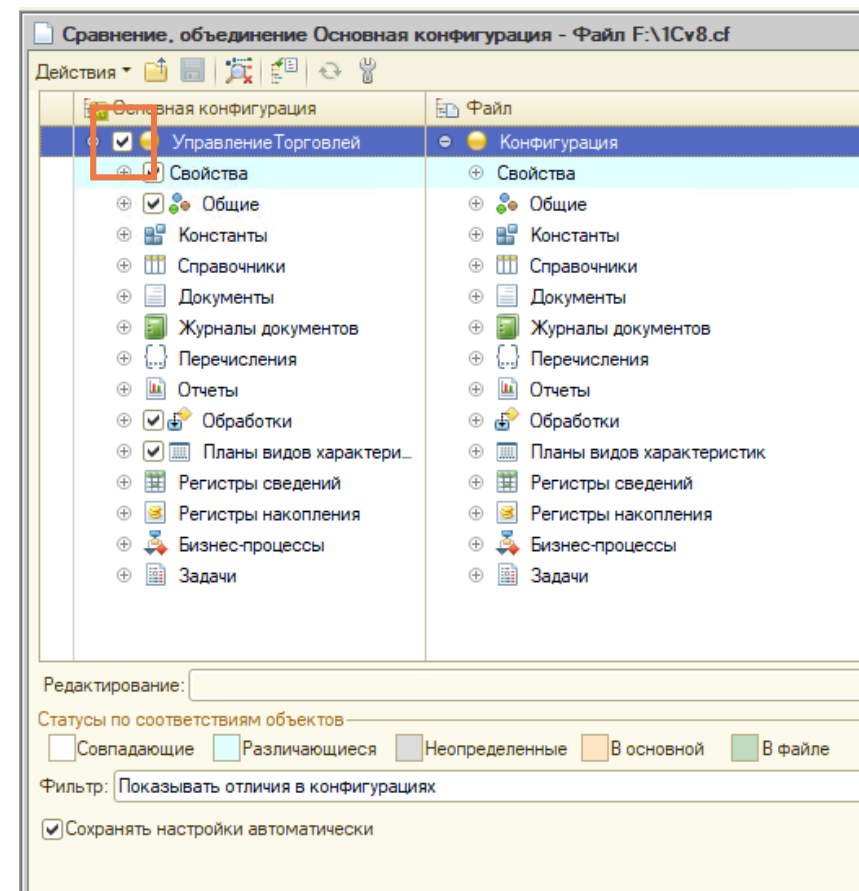 Сравнение, объединение Основная конфигурация - Файл F:\1Cv8.cf
Действия
Основная конфигурация Файл
УправлениеТорговлей Конфигурация
Свойства Свойства
Общие Общие
Константы Константы
Справочники Справочники
Документы Документы
Журналы документов Журналы документов
{...} Перечисления {...} Перечисления
Отчеты Отчеты
Обработки Обработки
Планы видов характери... Планы видов характеристик
Регистры сведений Регистры сведений
Регистры накопления Регистры накопления
Бизнес-процессы Бизнес-процессы
Задачи Задачи
Редактирование:
Статусы по соответствиям объектов
Совпадающие Различающиеся Неопределенные В основной В файле
Фильтр: Показывать отличия в конфигурациях
Сохранять настройки автоматически